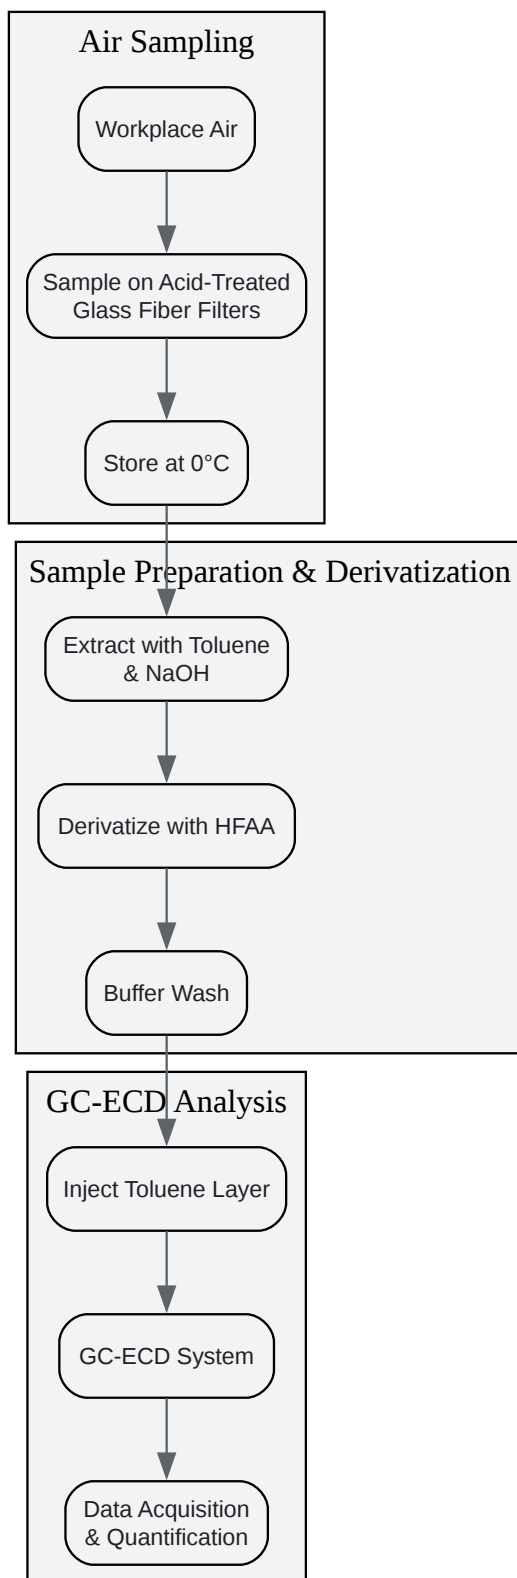 Air Sampling
Workplace Air
Sample on Acid-Treated
Glass Fiber Filters
Store at 0°C
Sample Preparation & Derivatization
Extract with Toluene
& NaOH
Derivatize with HFAA
Buffer Wash
GC-ECD Analysis
Inject Toluene Layer
GC-ECD System
Data Acquisition
& Quantification